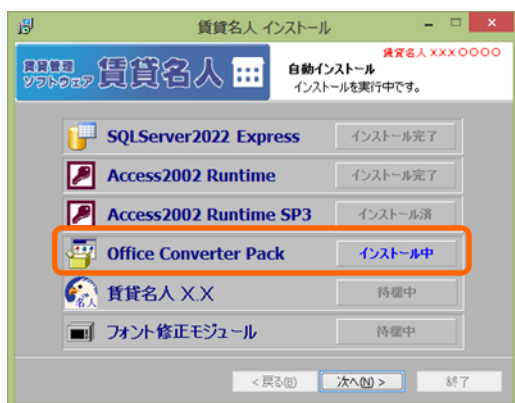 賃貸名人 インストール
賃貸名人 XXXOOOO
賃貸管理
ソフトウェア 賃貸名人
自動インストール
インストールを実行中です。
SQLServer2022 Express インストール完了
Access2002 Runtime インストール完了
Access2002 Runtime SP3 インストール済
Office Converter Pack インストール中
名人 賃貸名人 X.X 待機中
フォント修正モジュール 待機中
< 戻る(B) 次へ(N) > 終了